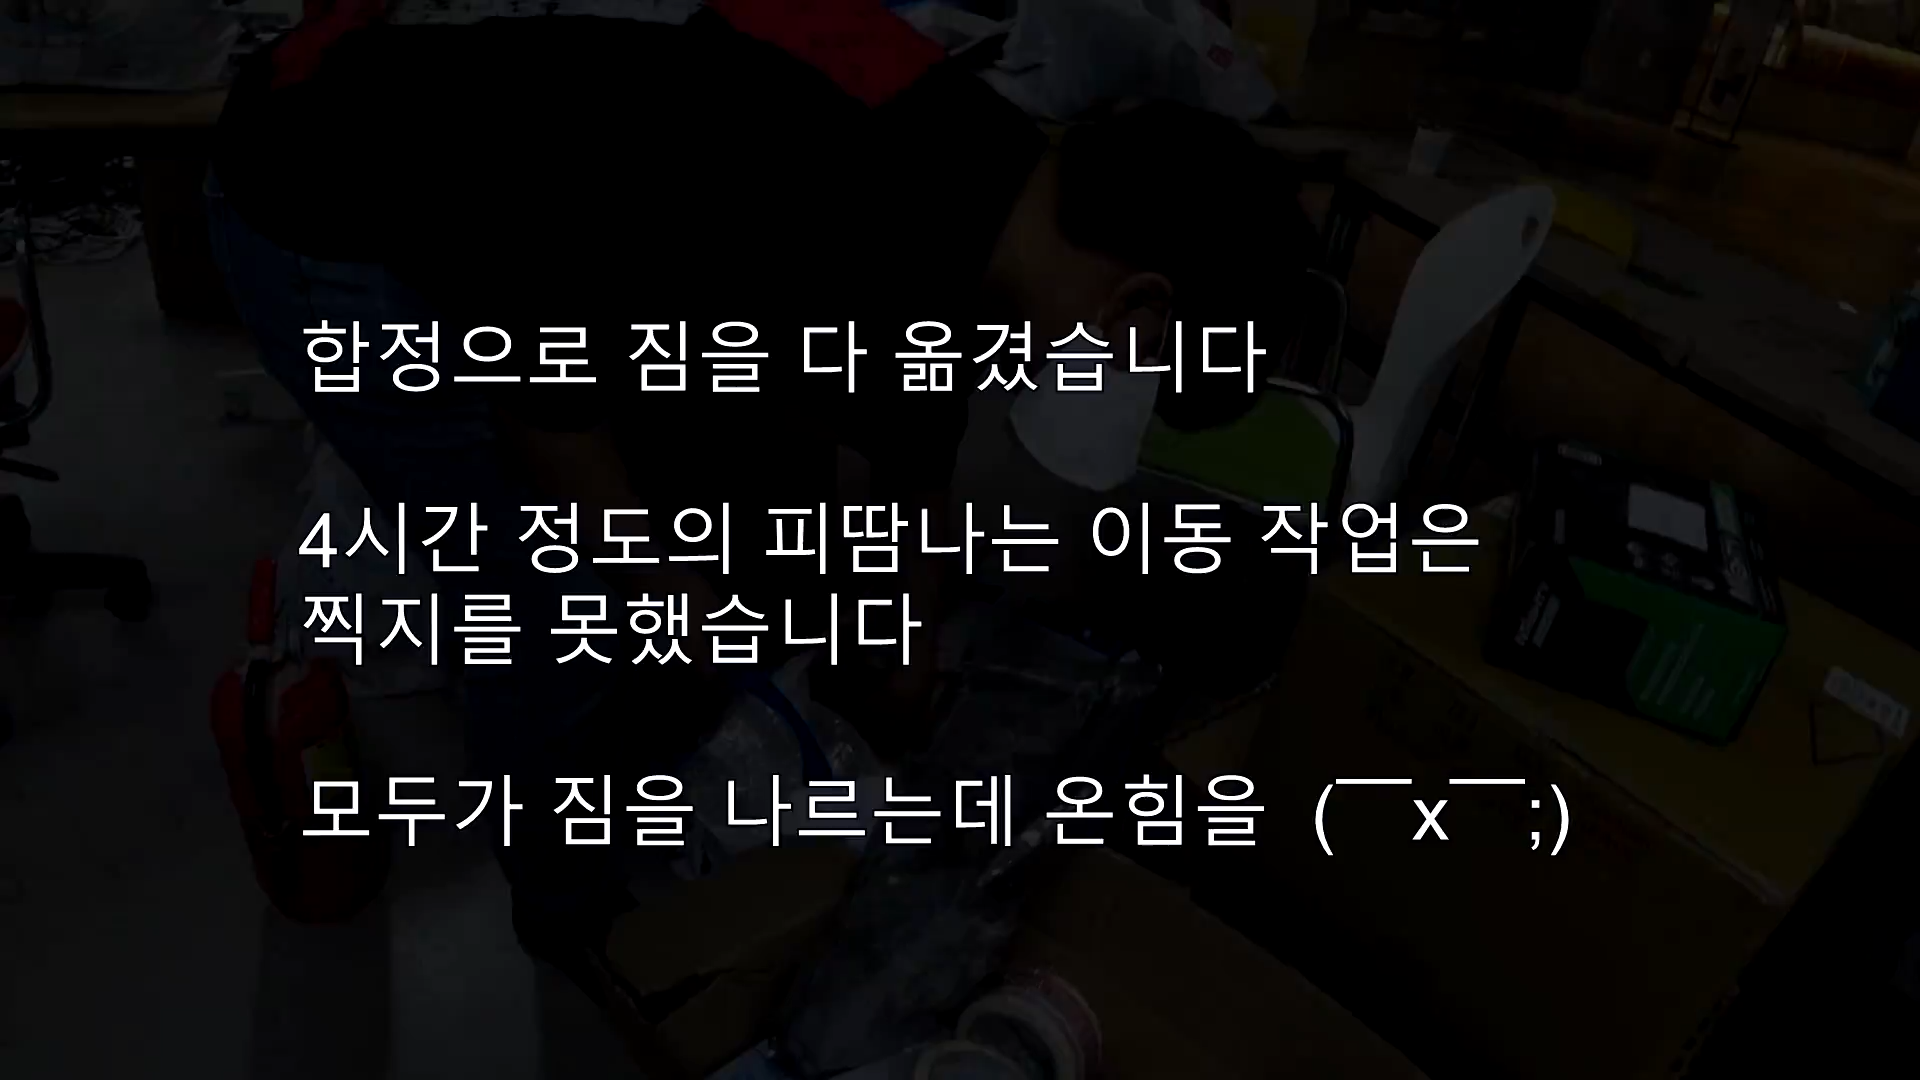 합정으로 짐을 다 옮겼습니다
4시간 정도의 피땀나는 이동 작업은
찍지를 못했습니다
모두가 짐을 나르는데 온힘을 (￣x￣;)